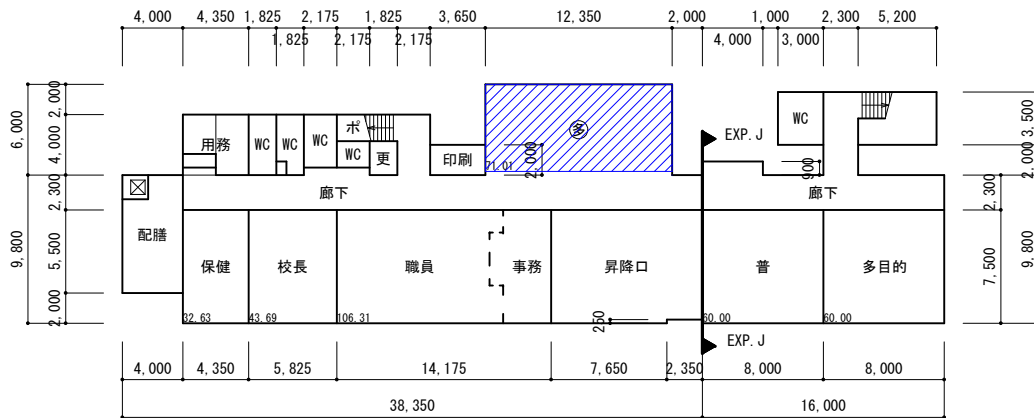 4,000 4,350 1,825 2,175 1,825 3,650 12,350 2,000 1,000 2,300 5,200
1,825 2,175 2,175 4,000 3,000
6,000 2,000 4,000 2,300 9,800 5,500 2,000
用務 WC WC WC ポ WC 更 印刷 多 71.01 2,000
EXP.J 900 WC
3,500 2,000 2,300 7,500 9,800
廊下 廊下
配膳 保健 校長 職員 事務 昇降口 普 多目的
32.63 43.69 106.31 250 60.00 60.00
EXP.J
4,000 4,350 5,825 14,175 7,650 2,350 8,000 8,000
38,350 16,000